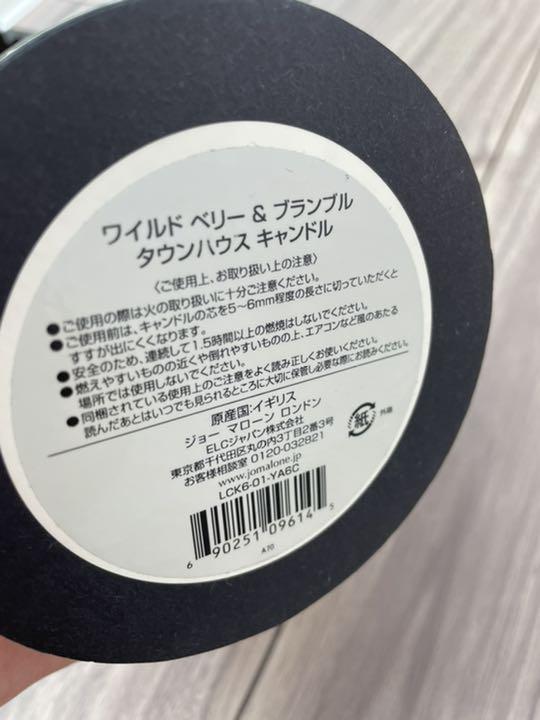 ワイルド ベリー & ブランブル
タウンハウス キャンドル
〈ご使用上、お取り扱い上の注意〉
●ご使用の際は火の取り扱いに十分ご注意ください。
●ご使用前は、キャンドルの芯を5〜6mm程度の長さに切っていただくと
すすが出にくくなります。
●安全のため、連続して1.5時間以上の燃焼はしないでください。
●燃えやすいものの近くや倒れやすいものの上、エアコンなど風のあたる
場所では使用しないでください。
●同梱されている使用上のご注意をよく読み正しくお使いください。
読んだあとはいつでも見られるところに大切に保管し必要な際にお読みください。
原産国:イギリス
ジョー マローン ロンドン
ELCジャパン株式会社
東京都千代田区丸の内3丁目2番3号
お客様相談室 0120-032821
www.jomalone.jp
LCK6-01-YA6C
紙
外箱
6 90251 09614 5
A70